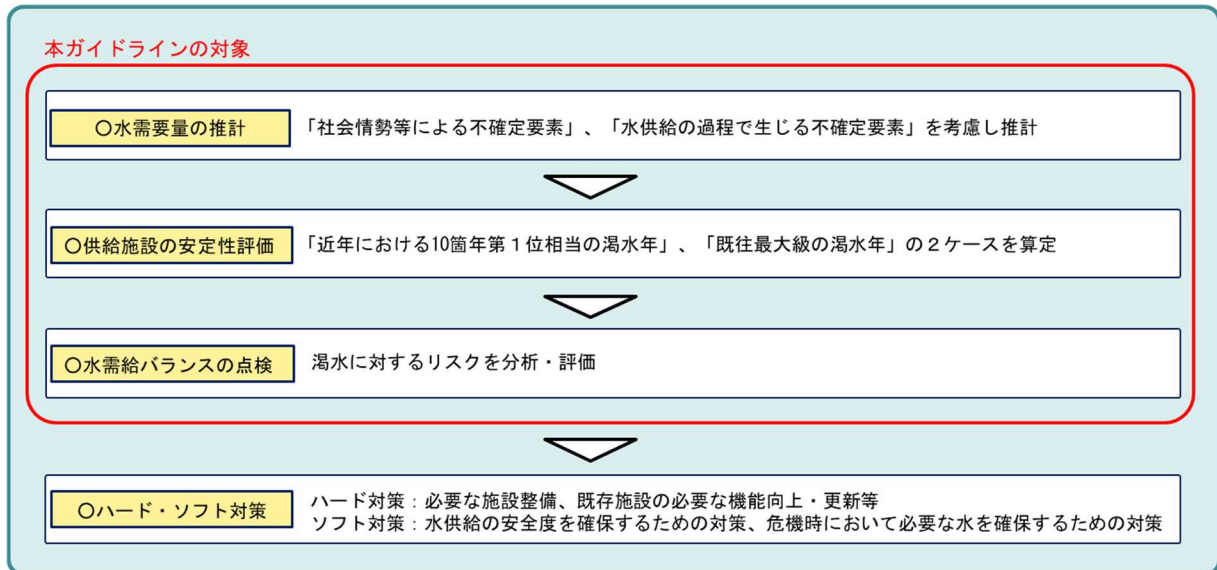 本ガイドラインの対象
〇水需要量の推計
「社会情勢等による不確定要素」、「水供給の過程で生じる不確定要素」を考慮し推計
〇供給施設の安定性評価
「近年における10箇年第１位相当の渇水年」、「既往最大級の渇水年」の２ケースを算定
〇水需給バランスの点検
渇水に対するリスクを分析・評価
〇ハード・ソフト対策
ハード対策：必要な施設整備、既存施設の必要な機能向上・更新等
ソフト対策：水供給の安全度を確保するための対策、危機時において必要な水を確保するための対策